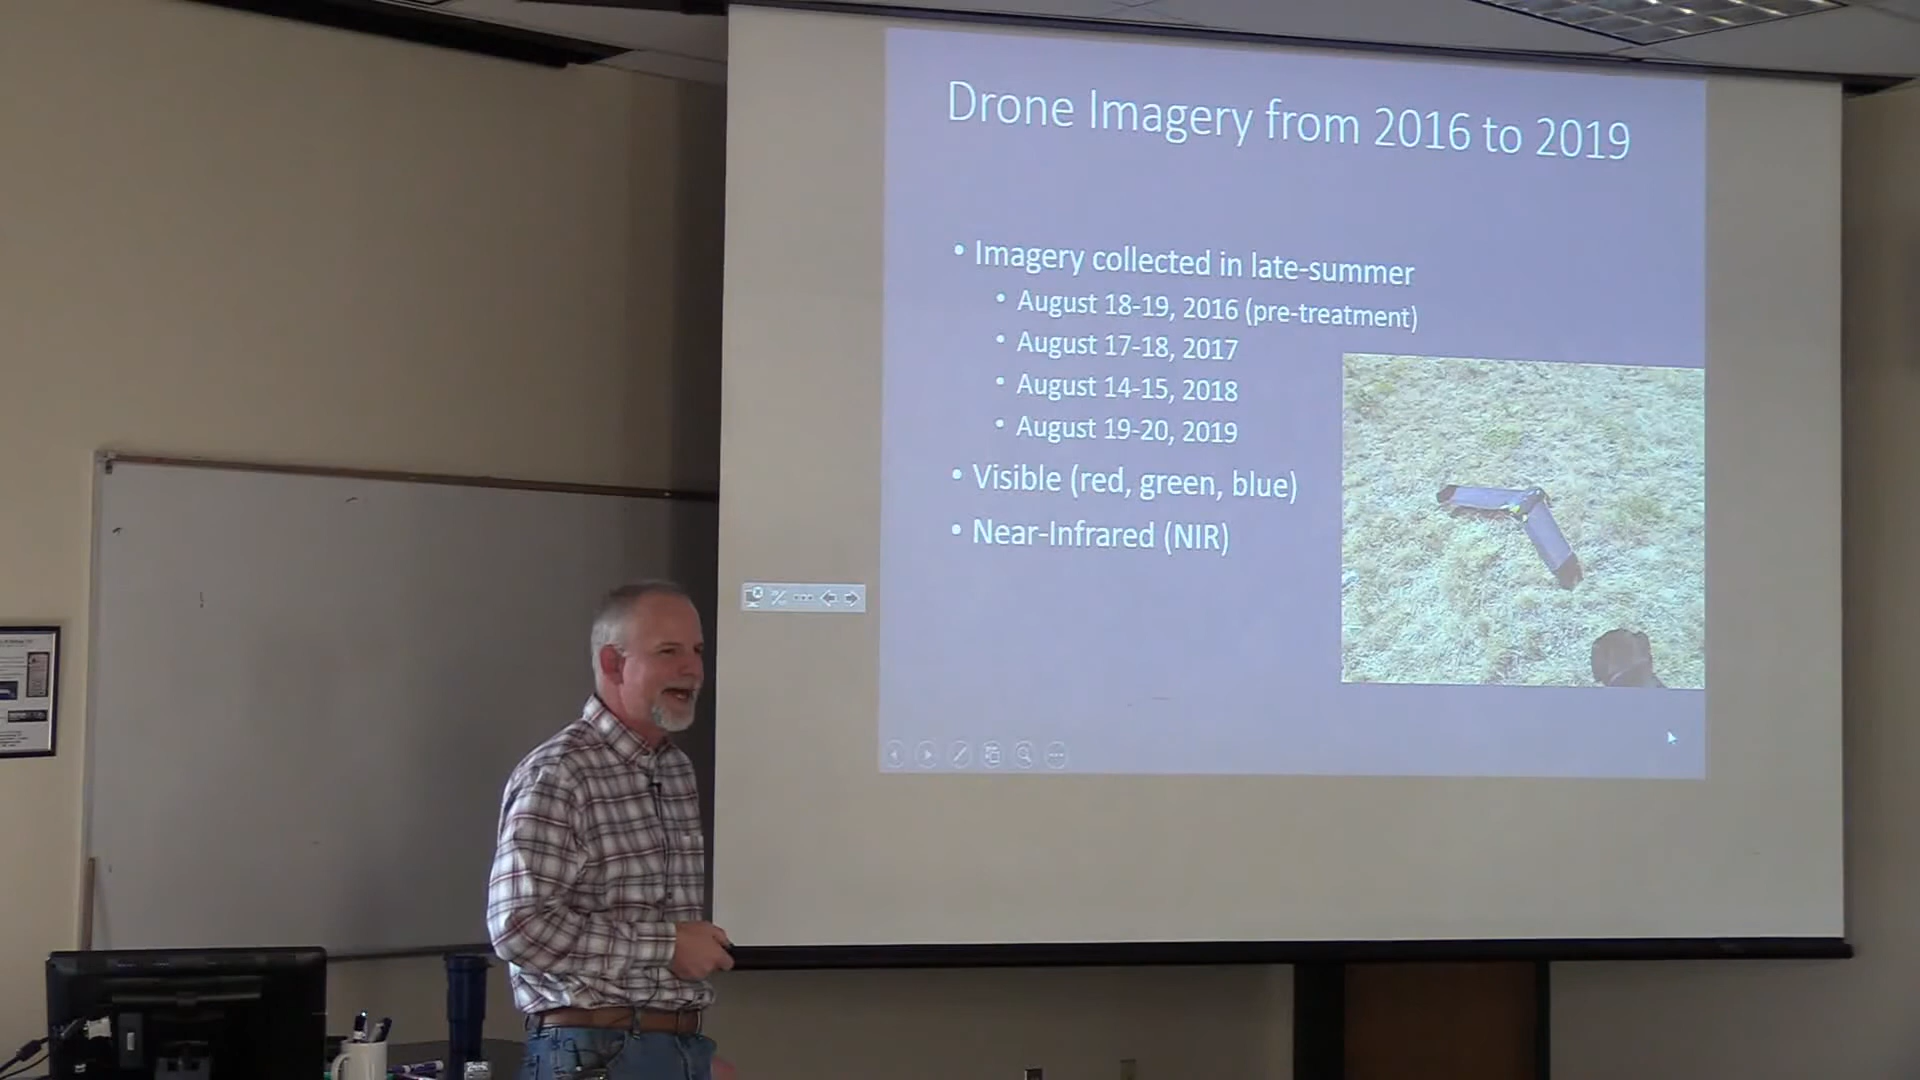 Drone Imagery from 2016 to 2019
• Imagery collected in late-summer
• August 18-19, 2016 (pre-treatment)
• August 17-18, 2017
• August 14-15, 2018
• August 19-20, 2019
• Visible (red, green, blue)
• Near-Infrared (NIR)